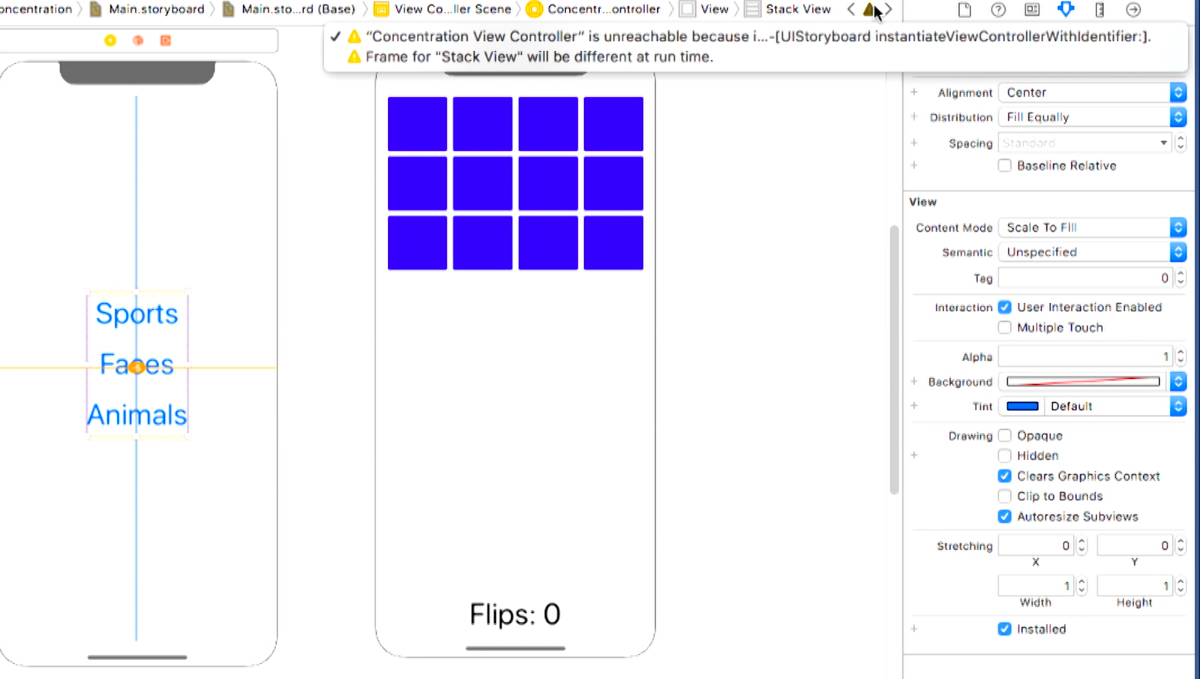 oncentration Main.storyboard Main.sto...rd (Base) View Co...ller Scene Concentr...ontroller View Stack View
"Concentration View Controller" is unreachable because i...-[UIStoryboard instantiateViewControllerWithIdentifier:].
Frame for "Stack View" will be different at run time.
Sports
Faces
Animals
Flips: 0
Alignment Center
Distribution Fill Equally
Spacing Standard
Baseline Relative
View
Content Mode Scale To Fill
Semantic Unspecified
Tag 0
Interaction User Interaction Enabled
Multiple Touch
Alpha 1
Background
Tint Default
Drawing Opaque
Hidden
Clears Graphics Context
Clip to Bounds
Autoresize Subviews
Stretching 0 0
X Y
1 1
Width Height
Installed